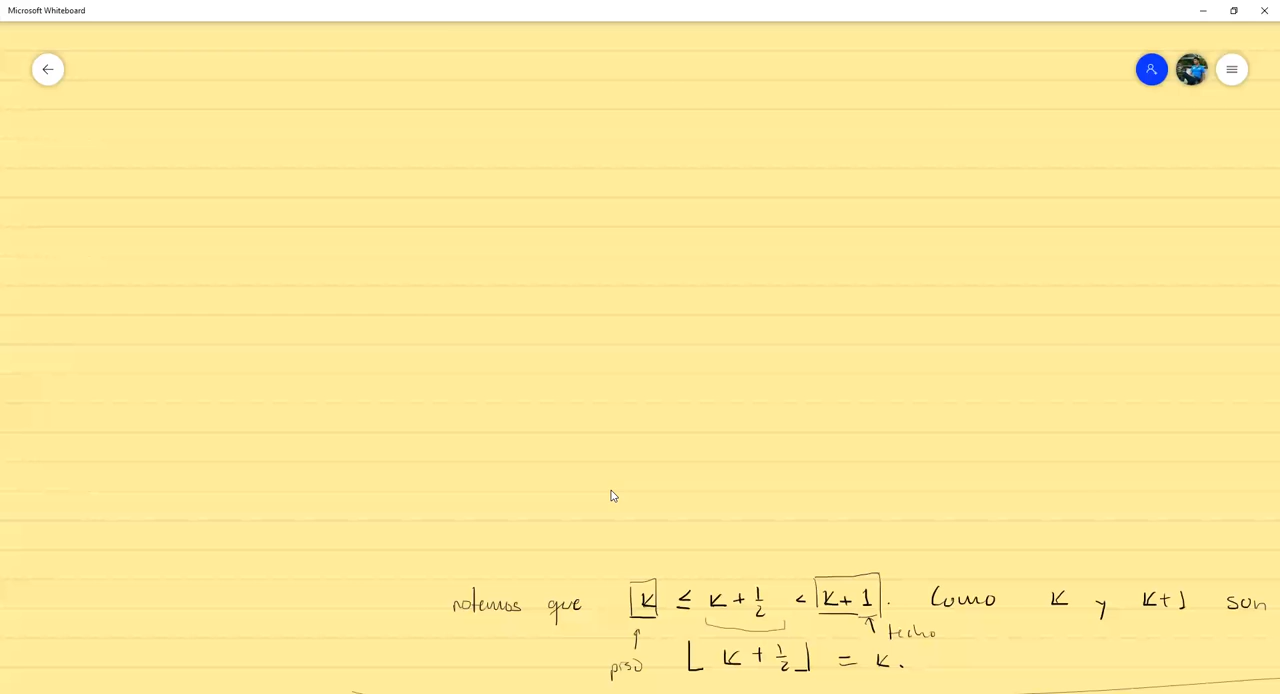 Microsoft Whiteboard
notemos que k ≤ k + 1/2 < k + 1. Como k y k+1 son
↑ piso
↑ techo
⌊ k + 1/2 ⌋ = k.